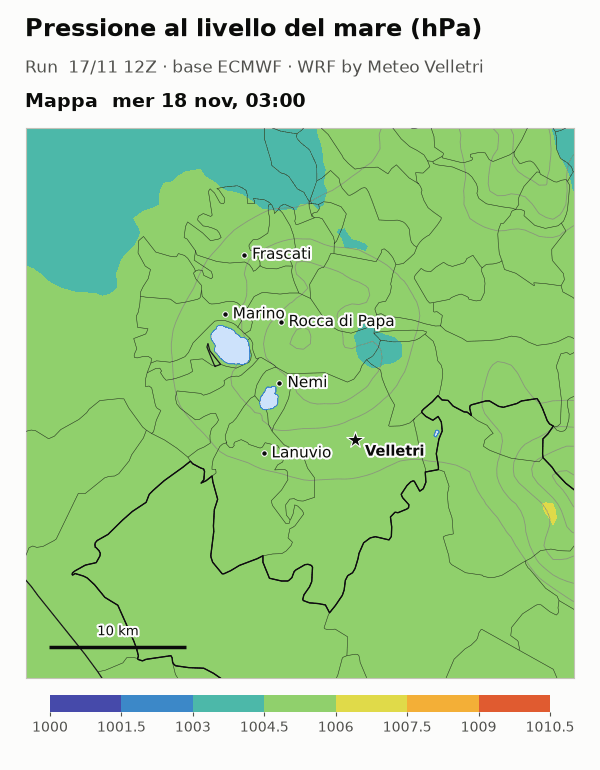 Pressione al livello del mare (hPa)
Run  17/11 12Z · base ECMWF · WRF by Meteo Velletri
Mappa  mer 18 nov, 03:00
Frascati
Marino
Rocca di Papa
Nemi
Velletri
Lanuvio
10 km
1000 1001.5 1003 1004.5 1006 1007.5 1009 1010.5